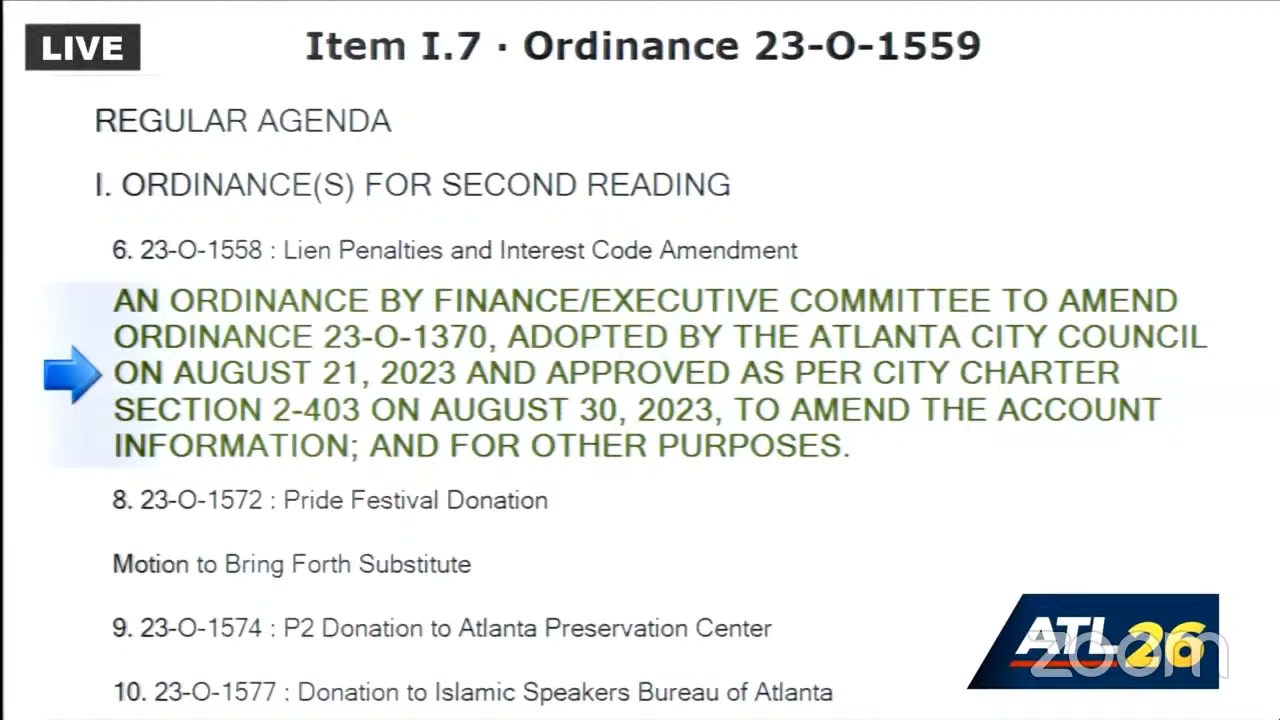 LIVE
Item I.7 · Ordinance 23-O-1559
REGULAR AGENDA
I. ORDINANCE(S) FOR SECOND READING
6. 23-O-1558 : Lien Penalties and Interest Code Amendment
AN ORDINANCE BY FINANCE/EXECUTIVE COMMITTEE TO AMEND
ORDINANCE 23-O-1370, ADOPTED BY THE ATLANTA CITY COUNCIL
ON AUGUST 21, 2023 AND APPROVED AS PER CITY CHARTER
SECTION 2-403 ON AUGUST 30, 2023, TO AMEND THE ACCOUNT
INFORMATION; AND FOR OTHER PURPOSES.
8. 23-O-1572 : Pride Festival Donation
Motion to Bring Forth Substitute
9. 23-O-1574 : P2 Donation to Atlanta Preservation Center
10. 23-O-1577 : Donation to Islamic Speakers Bureau of Atlanta
ATL 26
zoom